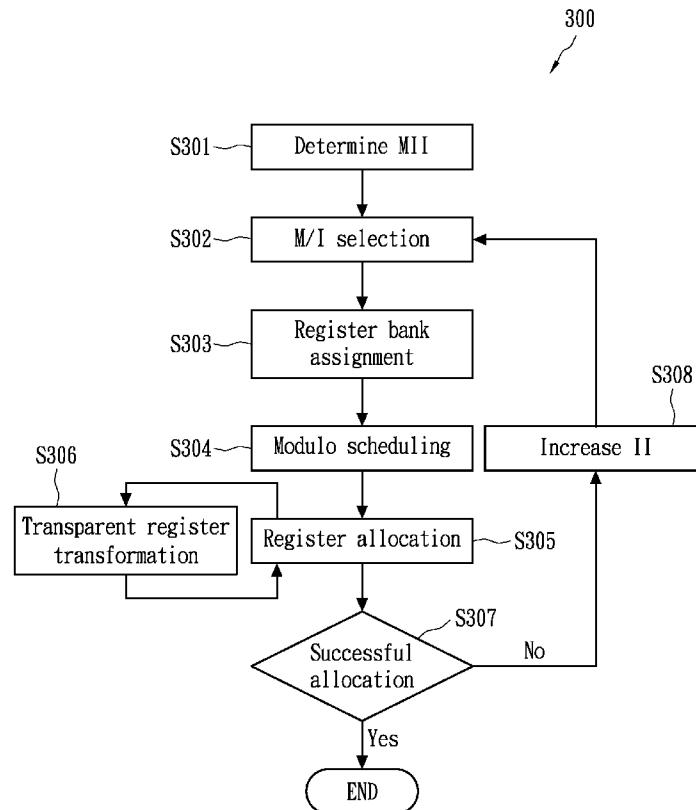 300
S301
Determine MII
S302
M/I selection
S303
Register bank
assignment
S308
S304
Modulo scheduling
Increase II
S306
Transparent register
transformation
Register allocation
S305
S307
Successful
allocation
No
Yes
END